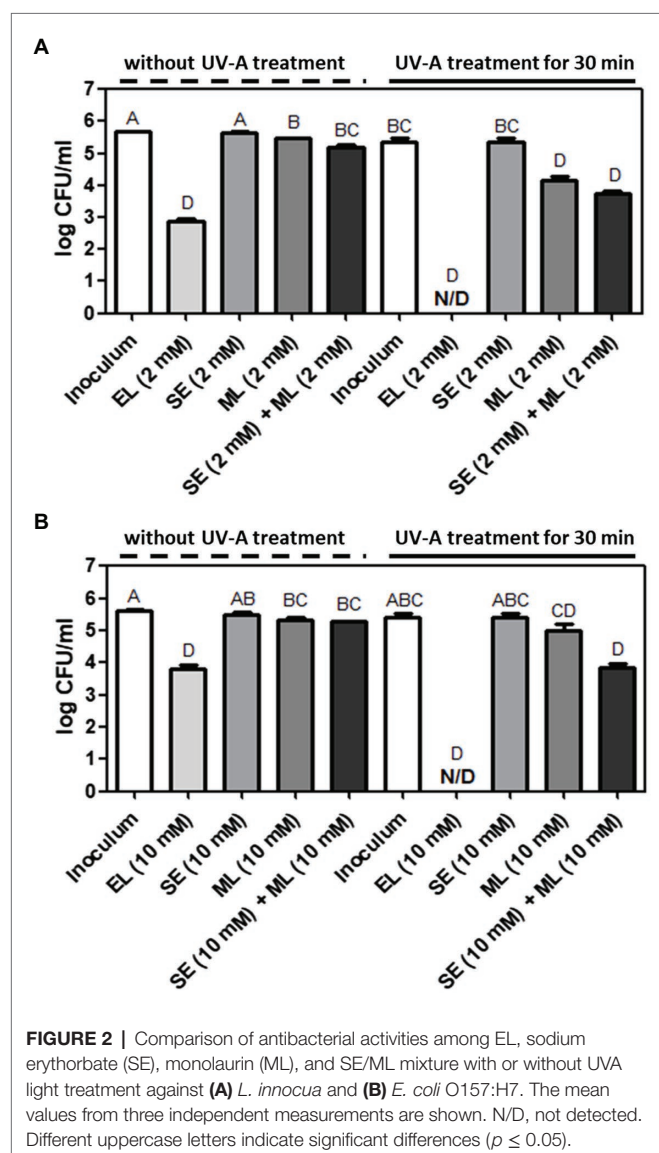 A
without UV-A treatment UV-A treatment for 30 min
7
6
5
4
3
2
1
0
log CFU/ml
A D A B BC BC D BC D D
N/D
Inoculum
EL (2 mM)
SE (2 mM)
ML (2 mM)
SE (2 mM) + ML (2 mM)
Inoculum
EL (2 mM)
SE (2 mM)
ML (2 mM)
SE (2 mM) + ML (2 mM)
B
without UV-A treatment UV-A treatment for 30 min
7
6
5
4
3
2
1
0
log CFU/ml
A D AB BC BC ABC D ABC CD D
N/D
Inoculum
EL (10 mM)
SE (10 mM)
ML (10 mM)
SE (10 mM) + ML (10 mM)
Inoculum
EL (10 mM)
SE (10 mM)
ML (10 mM)
SE (10 mM) + ML (10 mM)
FIGURE 2 | Comparison of antibacterial activities among EL, sodium
erythorbate (SE), monolaurin (ML), and SE/ML mixture with or without UVA
light treatment against (A) L. innocua and (B) E. coli O157:H7. The mean
values from three independent measurements are shown. N/D, not detected.
Different uppercase letters indicate significant differences (p ≤ 0.05).